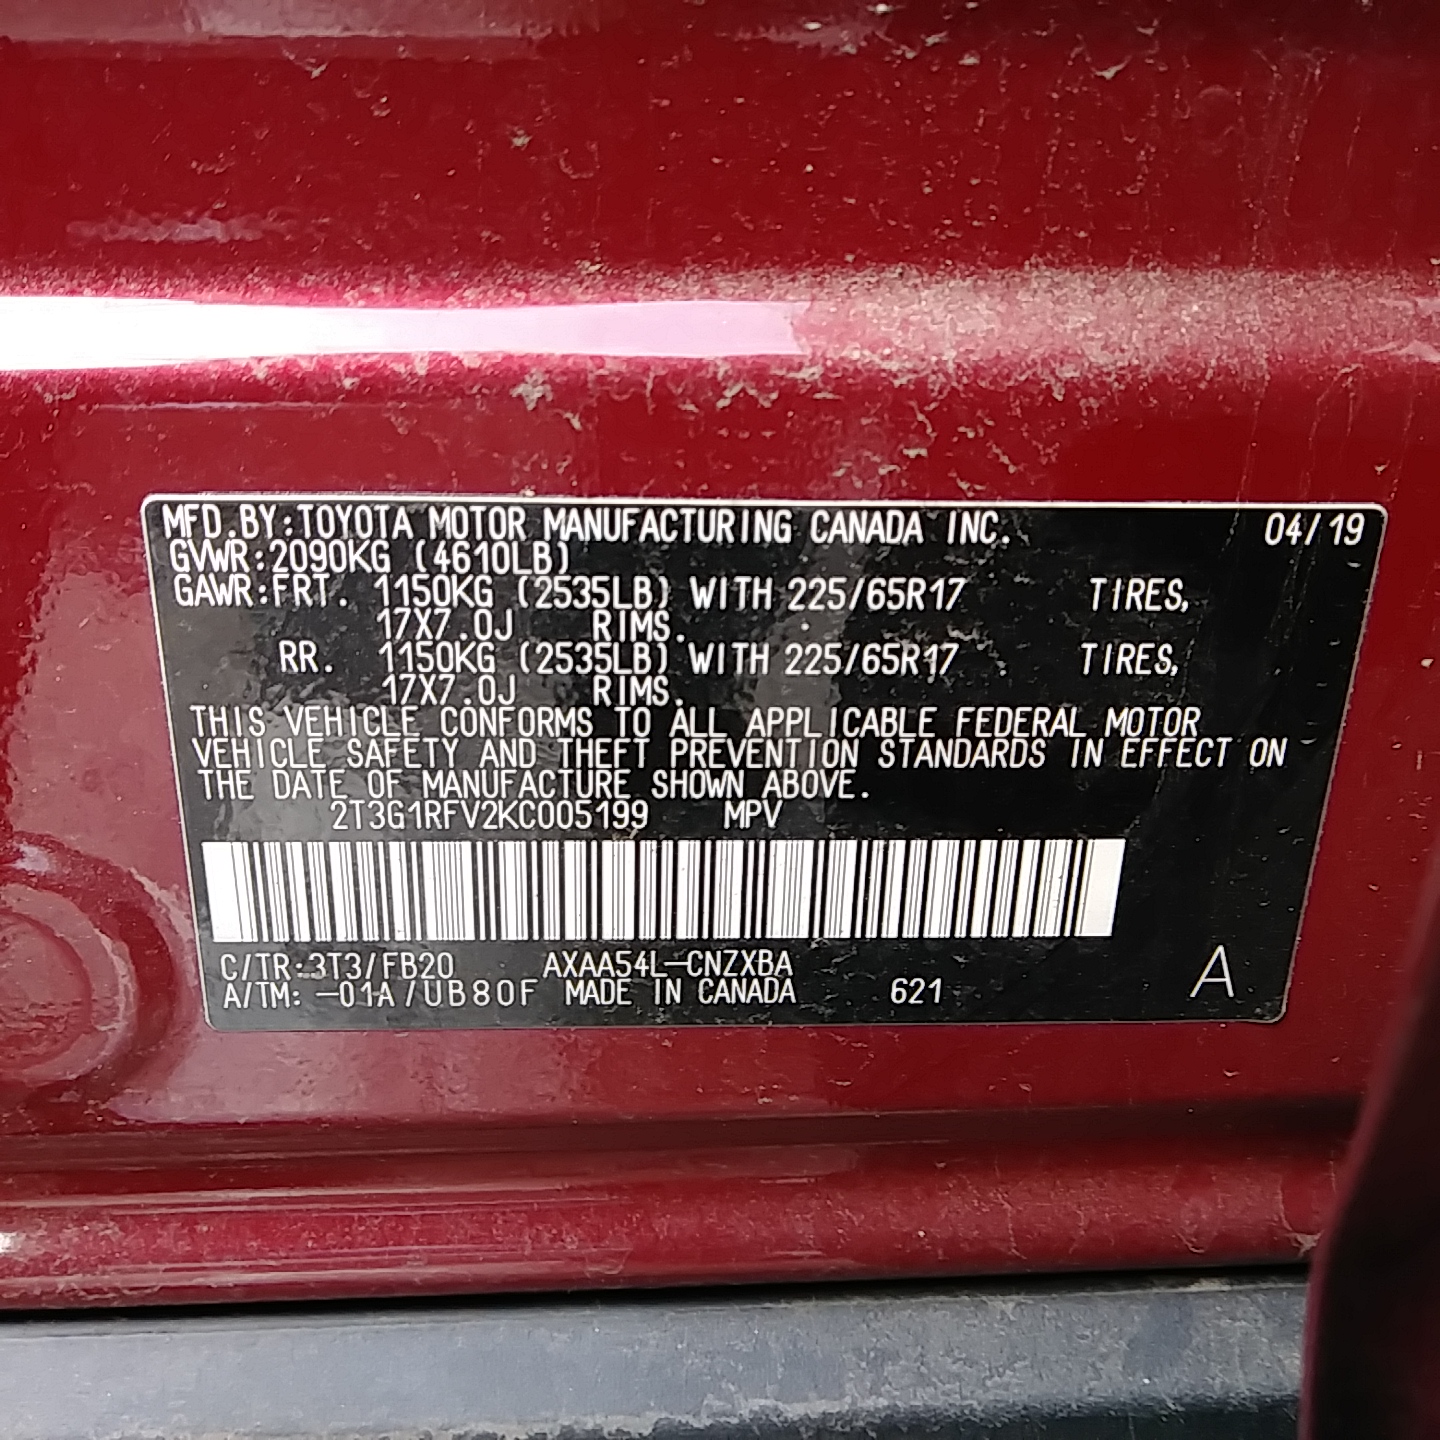 MFD.BY:TOYOTA MOTOR MANUFACTURING CANADA INC. 04/19
GVWR:2090KG (4610LB)
GAWR:FRT. 1150KG (2535LB) WITH 225/65R17 TIRES,
17X7.0J RIMS.
RR. 1150KG (2535LB) WITH 225/65R17 TIRES,
17X7.0J RIMS.
THIS VEHICLE CONFORMS TO ALL APPLICABLE FEDERAL MOTOR
VEHICLE SAFETY AND THEFT PREVENTION STANDARDS IN EFFECT ON
THE DATE OF MANUFACTURE SHOWN ABOVE.
2T3G1RFV2KC005199 MPV
C/TR:3T3/FB20 AXAA54L-CNZXBA
A/TM: -01A/UB80F MADE IN CANADA 621 A